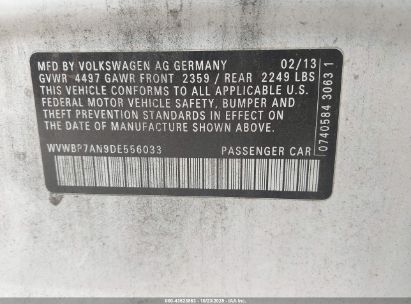 MFD BY VOLKSWAGEN AG GERMANY 02/13
GVWR 4497 GAWR FRONT 2359 / REAR 2249 LBS
THIS VEHICLE CONFORMS TO ALL APPLICABLE U.S.
FEDERAL MOTOR VEHICLE SAFETY, BUMPER AND
THEFT PREVENTION STANDARDS IN EFFECT ON THE
DATE OF MANUFACTURE SHOWN ABOVE.
WVWBP7AN9DE556033 PASSENGER CAR
0740584 3063 1